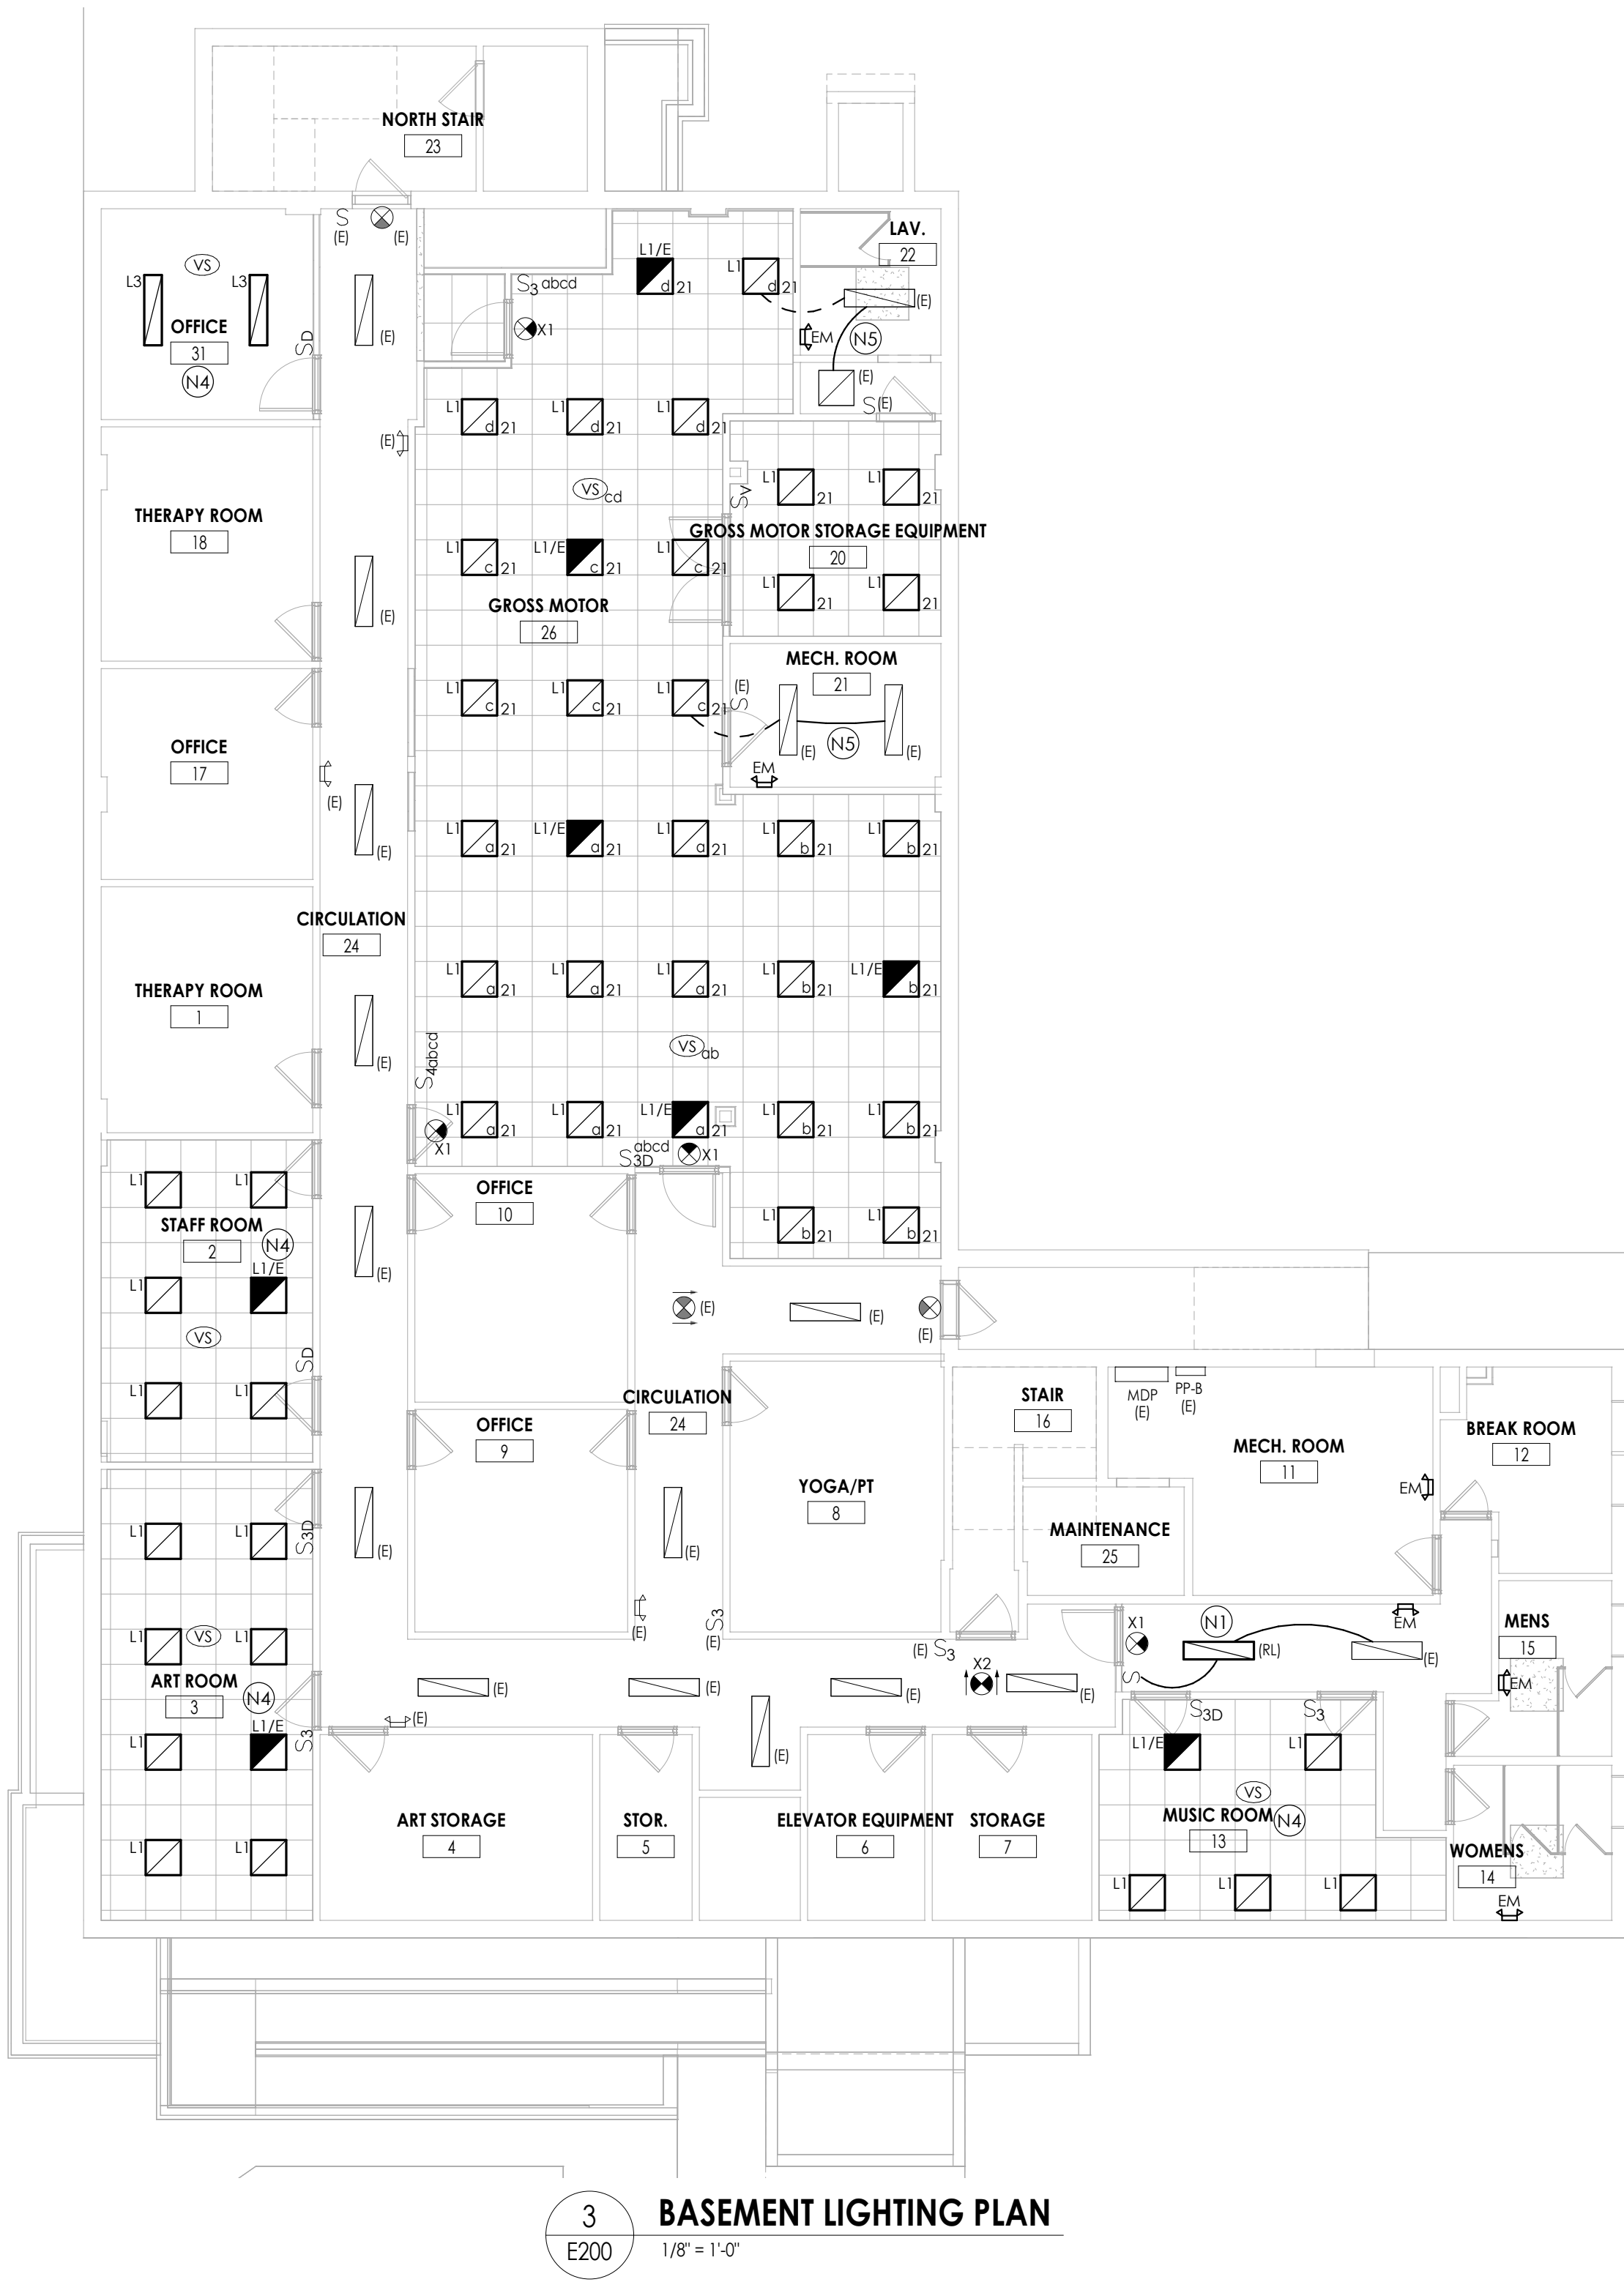 NORTH STAIR
23
S
(E)
(E)
LAV.
22
VS
L3
L3
OFFICE
31
N4
SD
(E)
S3 abcd
X1
L1/E
d 21
L1
d 21
(E)
EM
N5
(E)
S(E)
(E)
L1
d 21
L1
d 21
L1
d 21
VS cd
SV
L1
21
L1
21
GROSS MOTOR STORAGE EQUIPMENT
20
L1
21
L1
21
THERAPY ROOM
18
(E)
L1
c 21
L1/E
c 21
L1
c 21
GROSS MOTOR
26
MECH. ROOM
21
S (E)
L1
c 21
L1
c 21
L1
c 21
(E)
N5
(E)
EM
OFFICE
17
(E)
(E)
L1
a 21
L1/E
a 21
L1
a 21
L1
b 21
L1
b 21
CIRCULATION
24
THERAPY ROOM
1
(E)
L1
a 21
L1
a 21
L1
a 21
L1
b 21
L1/E
b 21
VS ab
S4abcd
X1
L1
a 21
L1
a 21
L1/E
a 21
L1
b 21
L1
b 21
S3D abcd
X1
L1
L1
STAFF ROOM
2
N4
L1
L1/E
VS
SD
L1
L1
(E)
OFFICE
10
L1
b 21
L1
b 21
(E)
(E)
(E)
OFFICE
9
CIRCULATION
24
STAIR
16
MDP
(E)
PP-B
(E)
MECH. ROOM
11
BREAK ROOM
12
EM
YOGA/PT
8
MAINTENANCE
25
L1
L1
S3D
(E)
(E)
L1
VS
L1
ART ROOM
3
N4
L1
L1/E
S3
L1
L1
(E)
S3
(E)
(E) S3
X1
N1
(RL)
EM
(E)
S
MENS
15
EM
(E)
(E)
(E)
X2
(E)
(E)
(E)
S3D
S3
L1/E
L1
VS
MUSIC ROOM
13
N4
L1
L1
L1
ART STORAGE
4
STOR.
5
ELEVATOR EQUIPMENT
6
STORAGE
7
WOMENS
14
EM
3
E200
BASEMENT LIGHTING PLAN
1/8" = 1'-0"